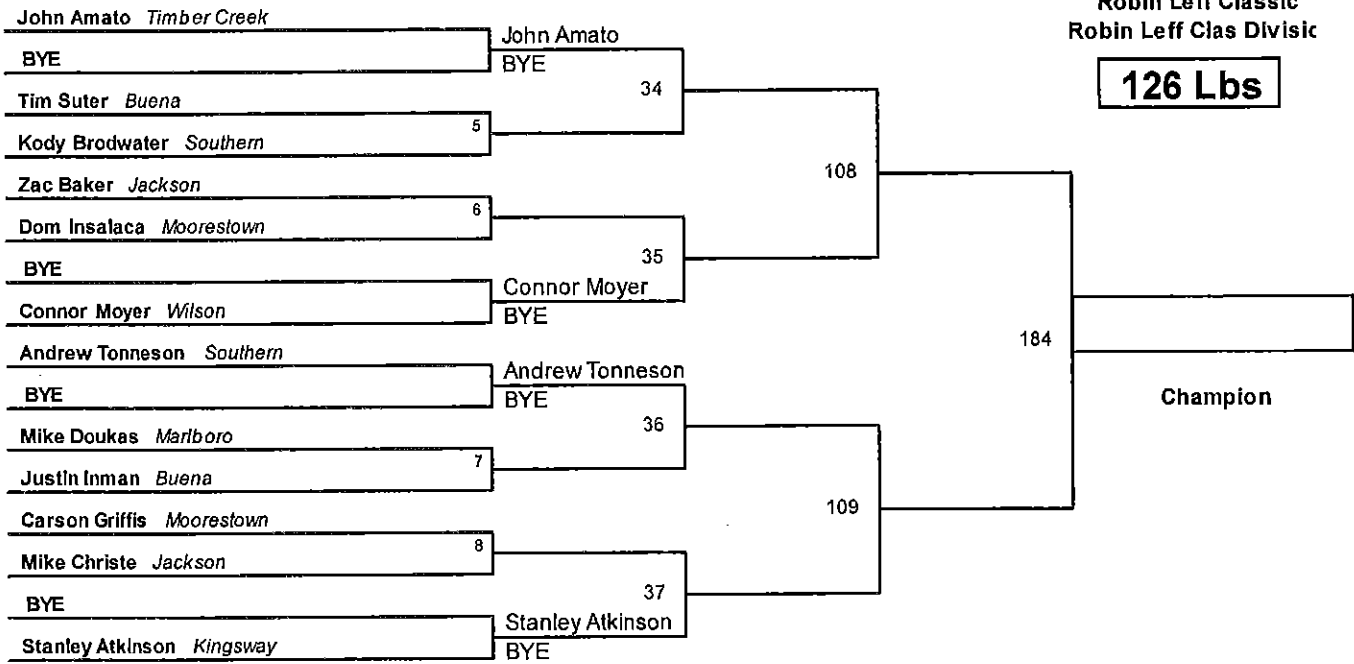 Robin Leff Classic
Robin Leff Clas Divisic
126 Lbs
John Amato Timber Creek
BYE
Tim Suter Buena
Kody Brodwater Southern
Zac Baker Jackson
Dom Insalaca Moorestown
BYE
Connor Moyer Wilson
Andrew Tonneson Southern
BYE
Mike Doukas Marlboro
Justin Inman Buena
Carson Griffis Moorestown
Mike Christe Jackson
BYE
Stanley Atkinson Kingsway
John Amato
BYE
5
6
Connor Moyer
BYE
Andrew Tonneson
BYE
7
8
Stanley Atkinson
BYE
34
35
36
37
108
109
184
Champion